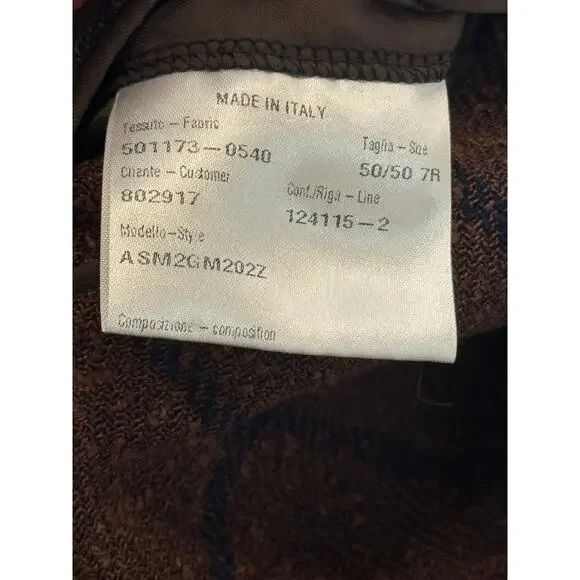 MADE IN ITALY
Tessuto - Fabric
501173-0540
Taglia - Size
50/50 7R
Cliente - Customer
802917
Conf./Riga - Line
124115-2
Modello-Style
ASM2GM202Z
Composizione - composition